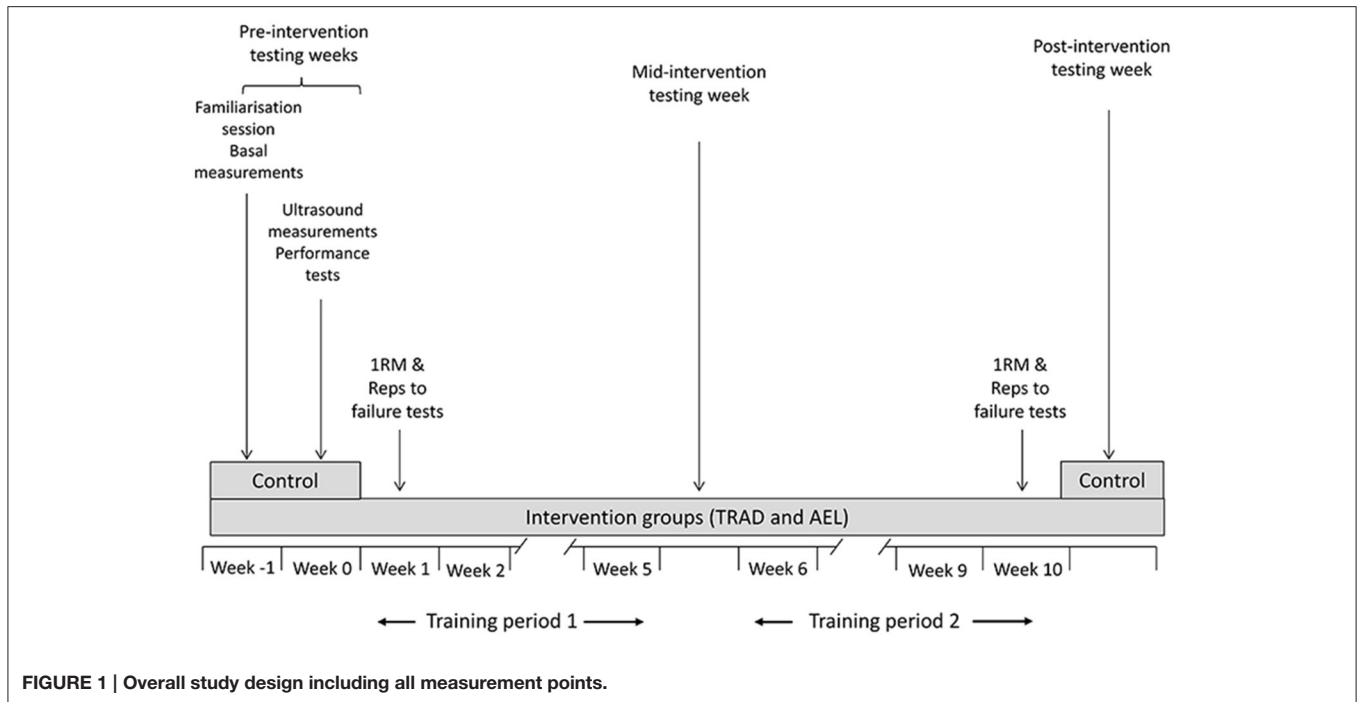 Pre-intervention
testing weeks
Familiarisation
session
Basal
measurements
Ultrasound
measurements
Performance
tests
1RM &
Reps to
failure tests
Mid-intervention
testing week
1RM &
Reps to
failure tests
Post-intervention
testing week
Control
Control
Intervention groups (TRAD and AEL)
Week -1 Week 0 Week 1 Week 2 Week 5 Week 6 Week 9 Week 10
Training period 1 Training period 2
FIGURE 1 | Overall study design including all measurement points.